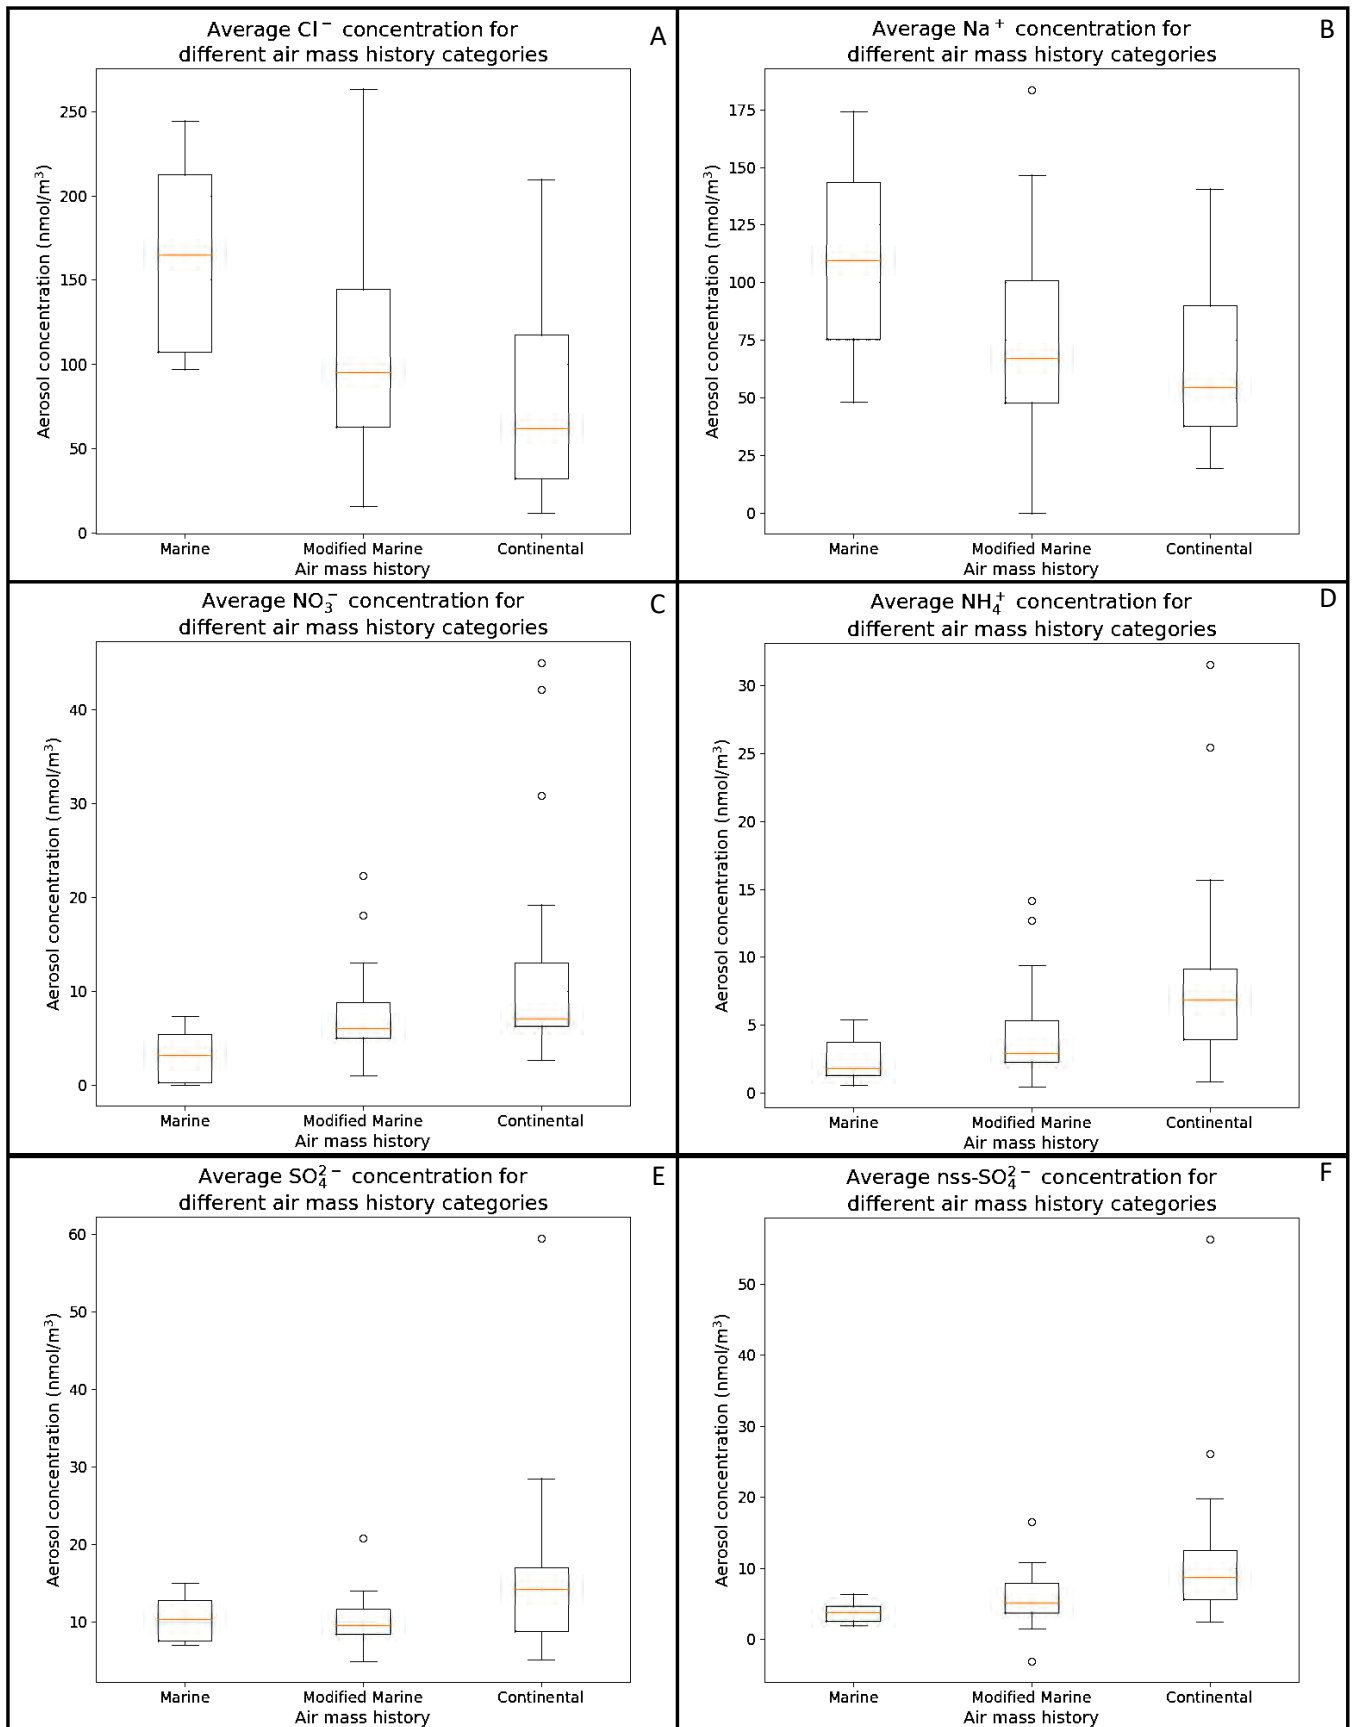 Average Cl⁻ concentration for
different air mass history categories
A
Aerosol concentration (nmol/m³)
250
200
150
100
50
0
Marine
Modified Marine
Continental
Air mass history
Average Na⁺ concentration for
different air mass history categories
B
Aerosol concentration (nmol/m³)
175
150
125
100
75
50
25
0
Marine
Modified Marine
Continental
Air mass history
Average NO₃⁻ concentration for
different air mass history categories
C
Aerosol concentration (nmol/m³)
40
30
20
10
0
Marine
Modified Marine
Continental
Air mass history
Average NH₄⁺ concentration for
different air mass history categories
D
Aerosol concentration (nmol/m³)
30
25
20
15
10
5
0
Marine
Modified Marine
Continental
Air mass history
Average SO₄²⁻ concentration for
different air mass history categories
E
Aerosol concentration (nmol/m³)
60
50
40
30
20
10
Marine
Modified Marine
Continental
Air mass history
Average nss-SO₄²⁻ concentration for
different air mass history categories
F
Aerosol concentration (nmol/m³)
50
40
30
20
10
0
Marine
Modified Marine
Continental
Air mass history